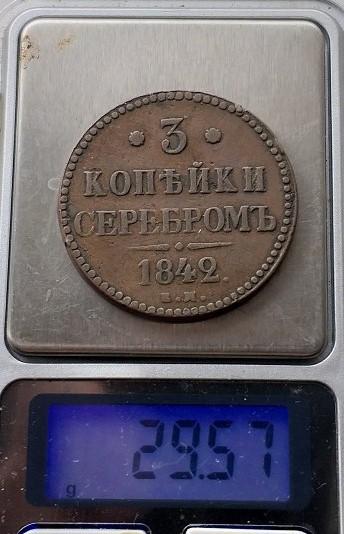 3
КОПѢЙКИ
СЕРЕБРОМЪ
1842.
Е.М.
29.57
g